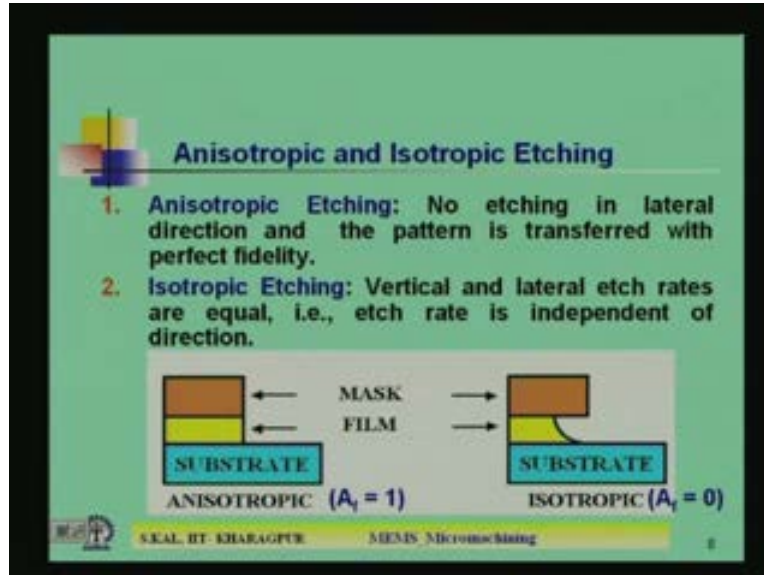 Anisotropic and Isotropic Etching
1. Anisotropic Etching: No etching in lateral
direction and the pattern is transferred with
perfect fidelity.
2. Isotropic Etching: Vertical and lateral etch rates
are equal, i.e., etch rate is independent of
direction.
MASK
FILM
SUBSTRATE
SUBSTRATE
ANISOTROPIC (Af = 1)
ISOTROPIC (Af = 0)
S.KAL, IIT- KHARAGPUR
MEMS_Micromachining
8